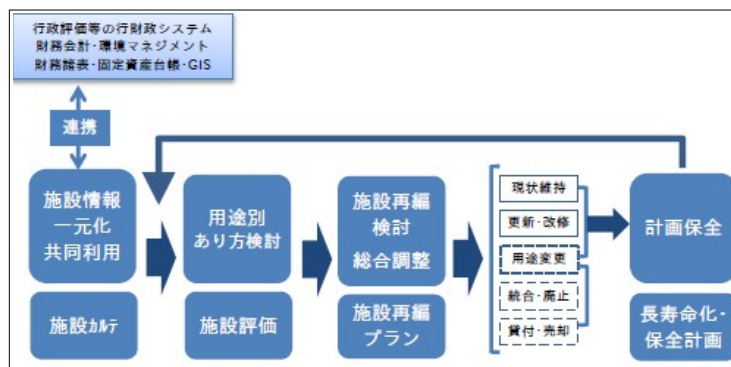 行政評価等の行財政システム
財務会計･環境マネジメント
財務諸表･固定資産台帳･GIS
連携
施設情報
一元化
共同利用
施設ｶﾙﾃ
用途別
あり方検討
施設評価
施設再編
検討
総合調整
施設再編
プラン
現状維持
更新･改修
用途変更
統合･廃止
貸付･売却
計画保全
長寿命化･
保全計画